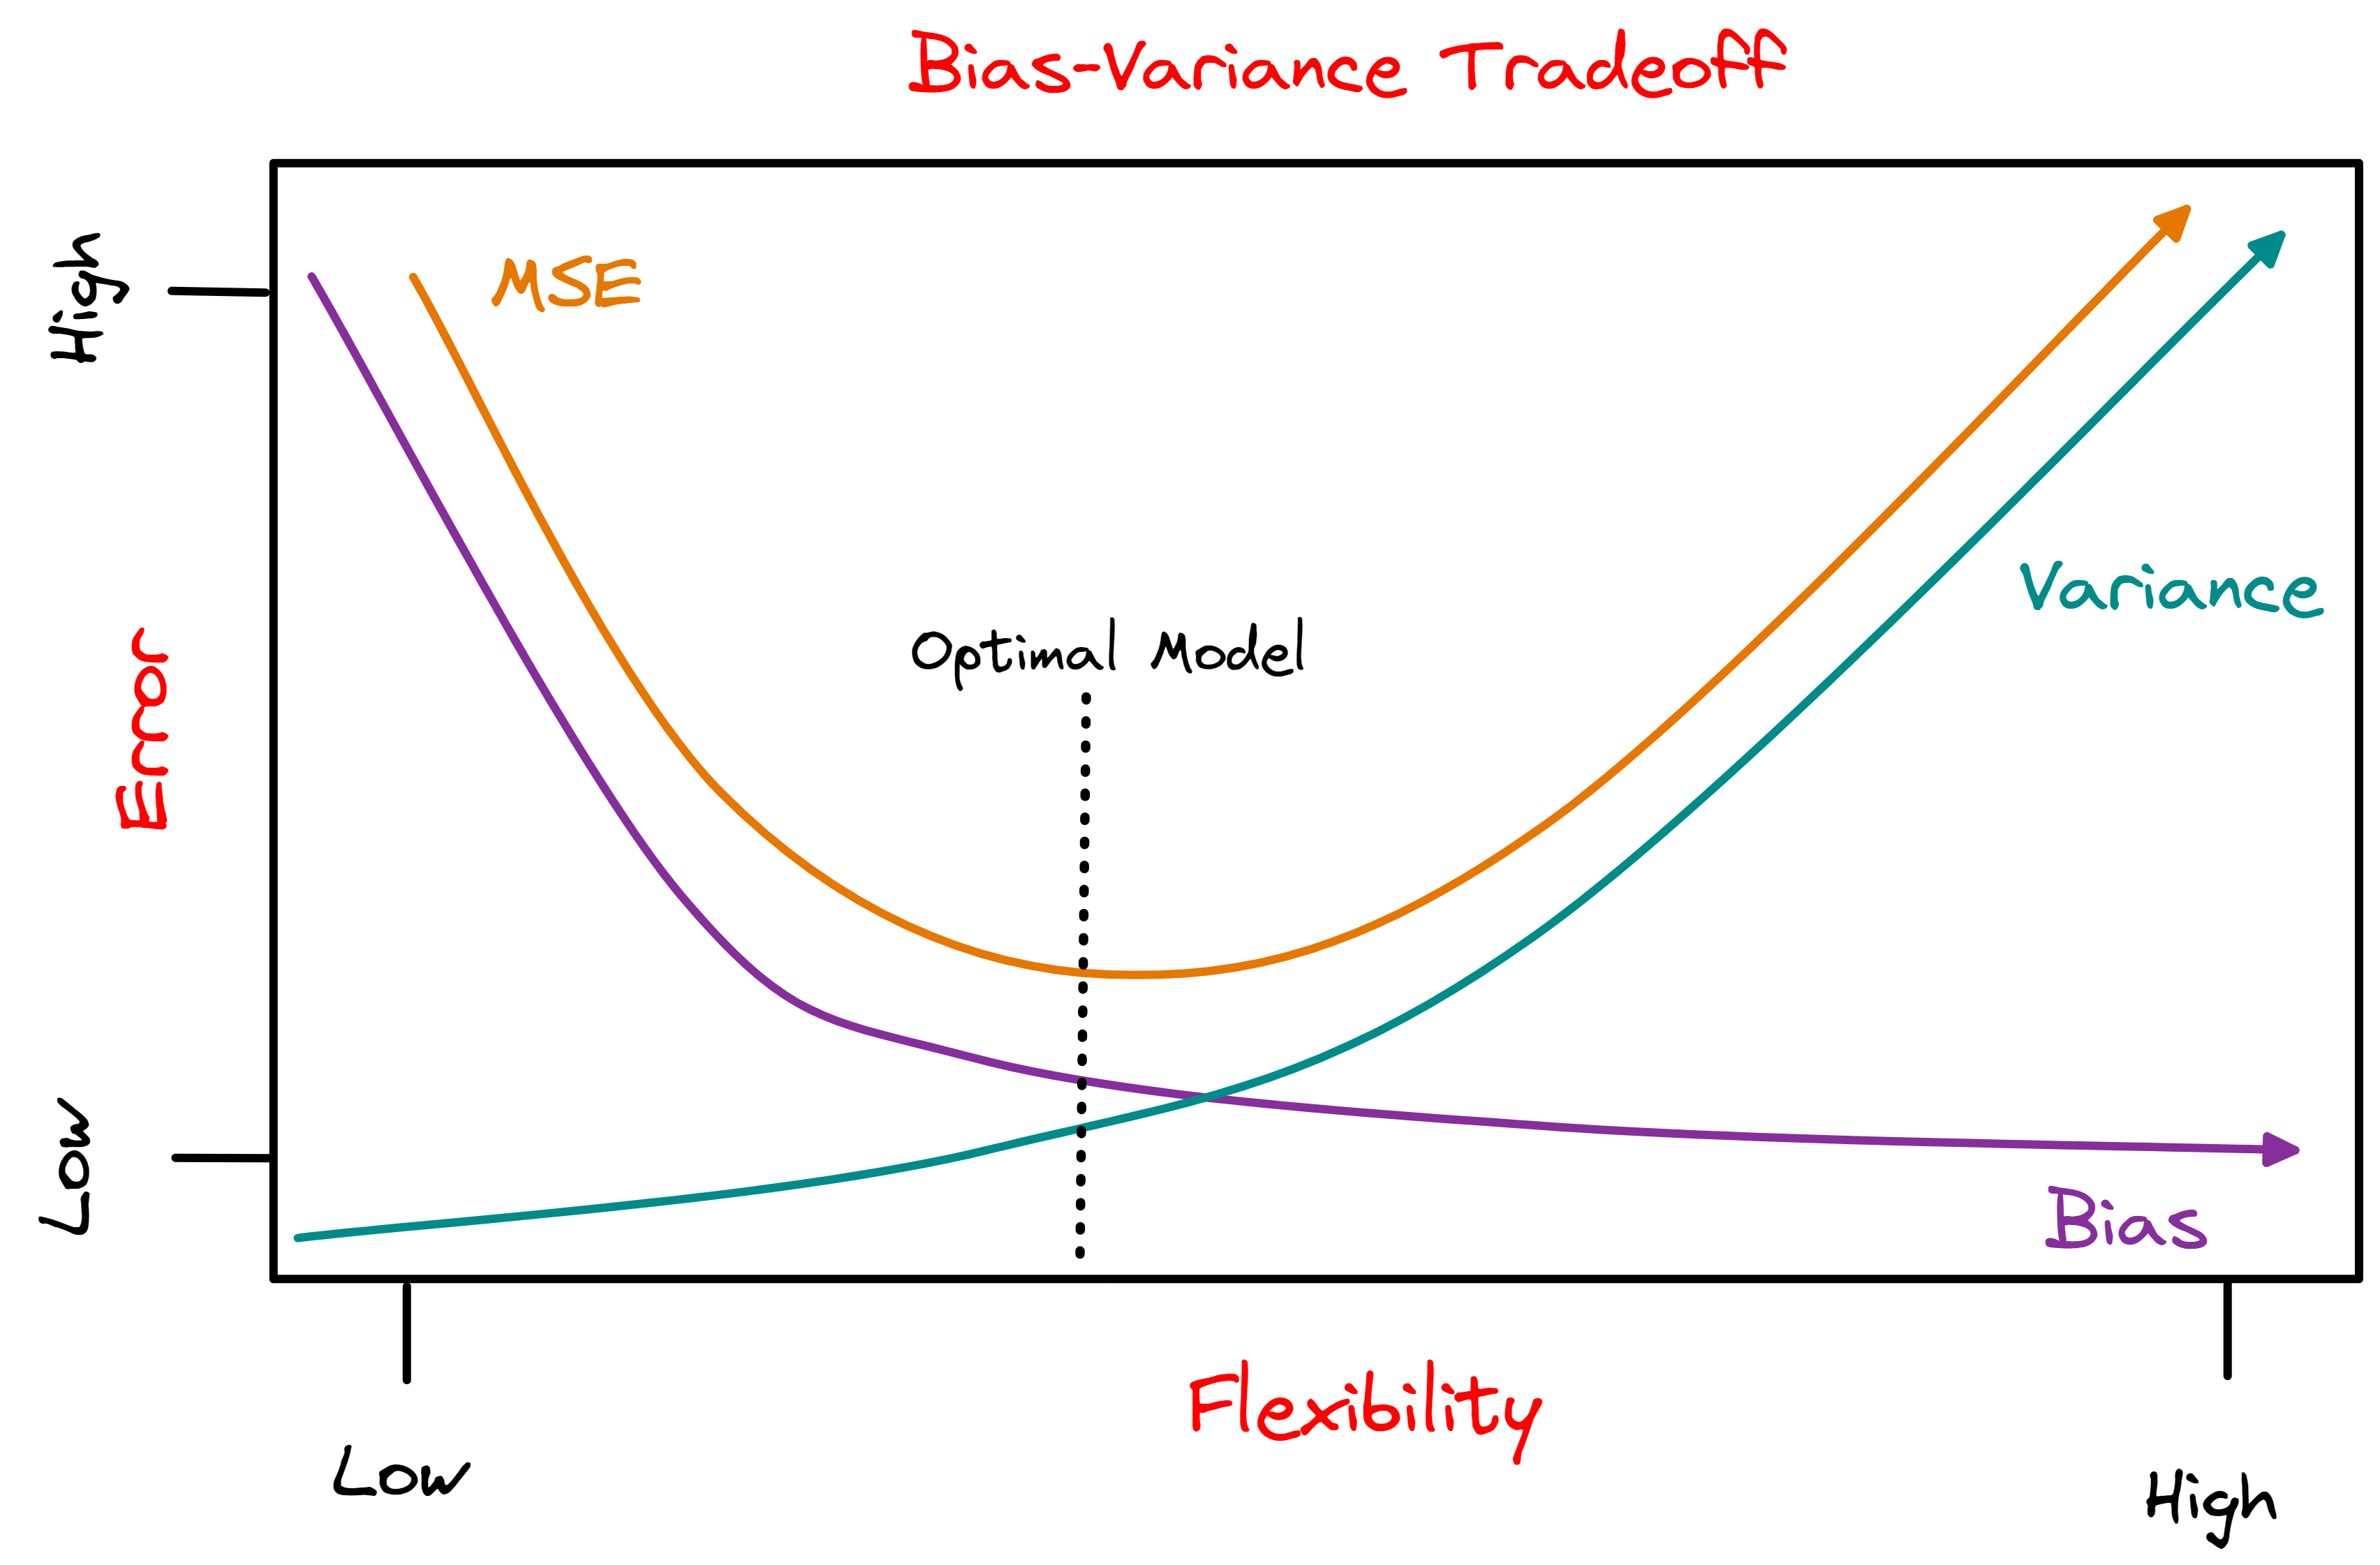 Bias-Variance Tradeoff
High
MSE
Variance
Optimal Model
Error
Low
Bias
Flexibility
Low
High